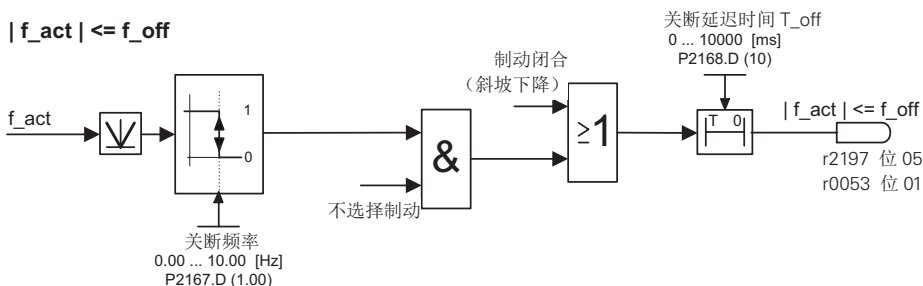 | f_act | <= f_off
f_act
1
0
关断频率
0.00 ... 10.00 [Hz]
P2167.D (1.00)
不选择制动
&
制动闭合
（斜坡下降）
≥1
关断延迟时间 T_off
0 ... 10000 [ms]
P2168.D (10)
T 0
| f_act | <= f_off
r2197 位 05
r0053 位 01